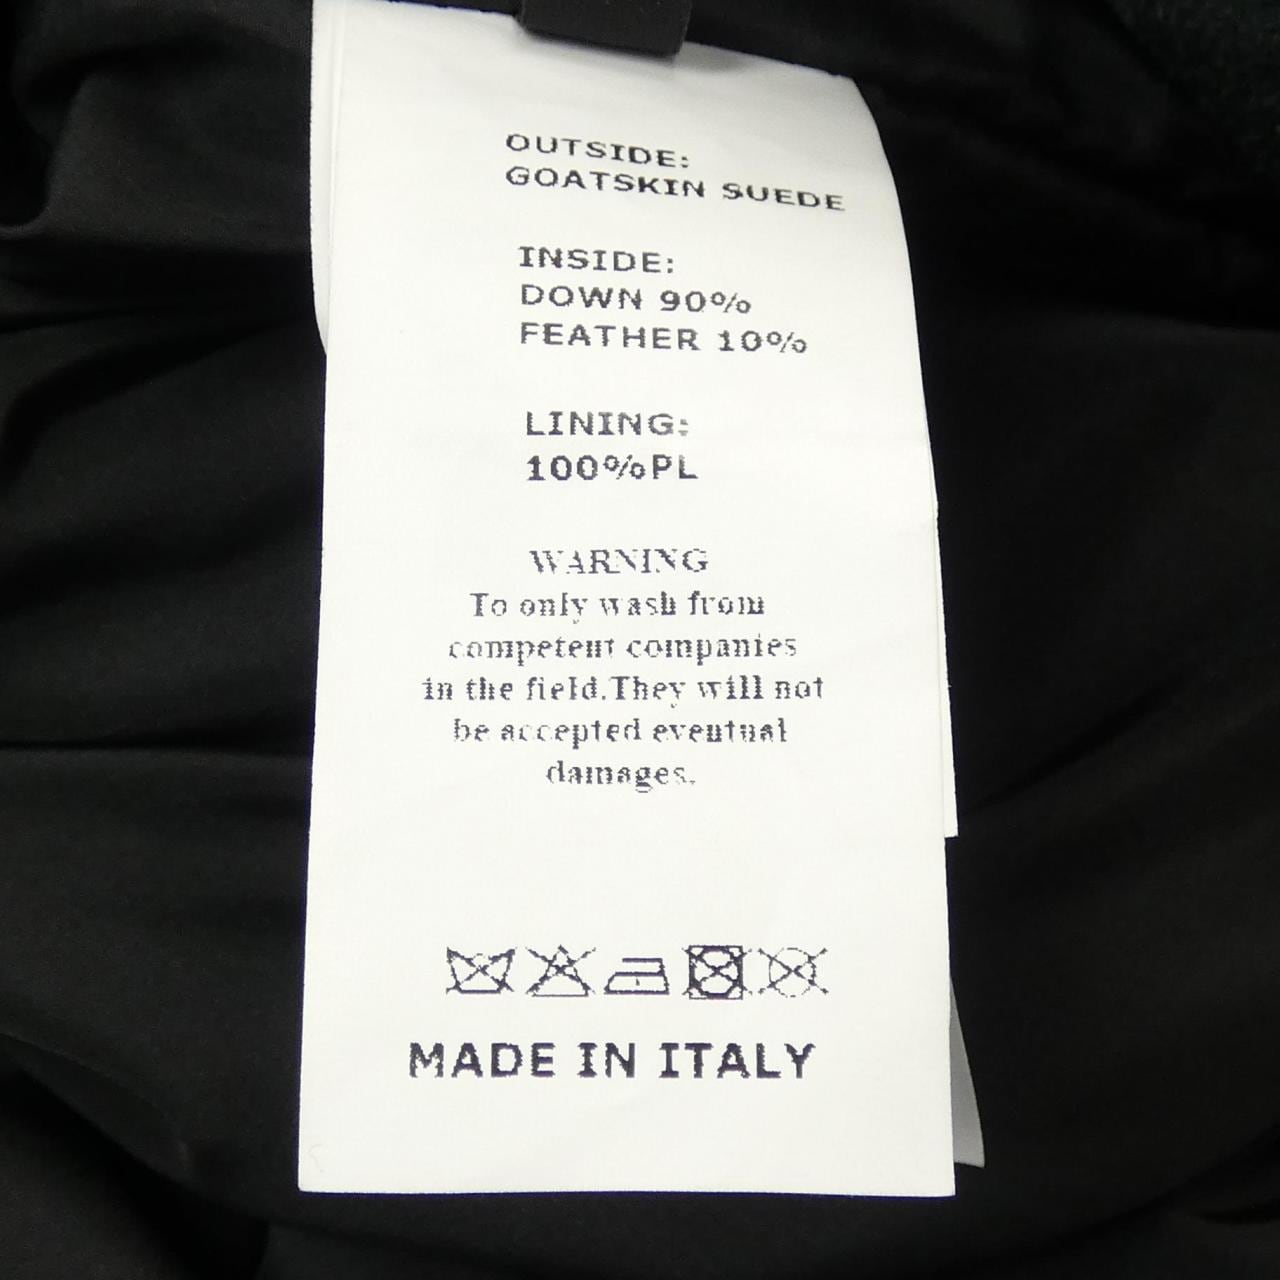 OUTSIDE:
GOATSKIN SUEDE
INSIDE:
DOWN 90%
FEATHER 10%
LINING:
100%PL
WARNING
To only wash from
competent companies
in the field.They will not
be accepted eventual
damages.
MADE IN ITALY